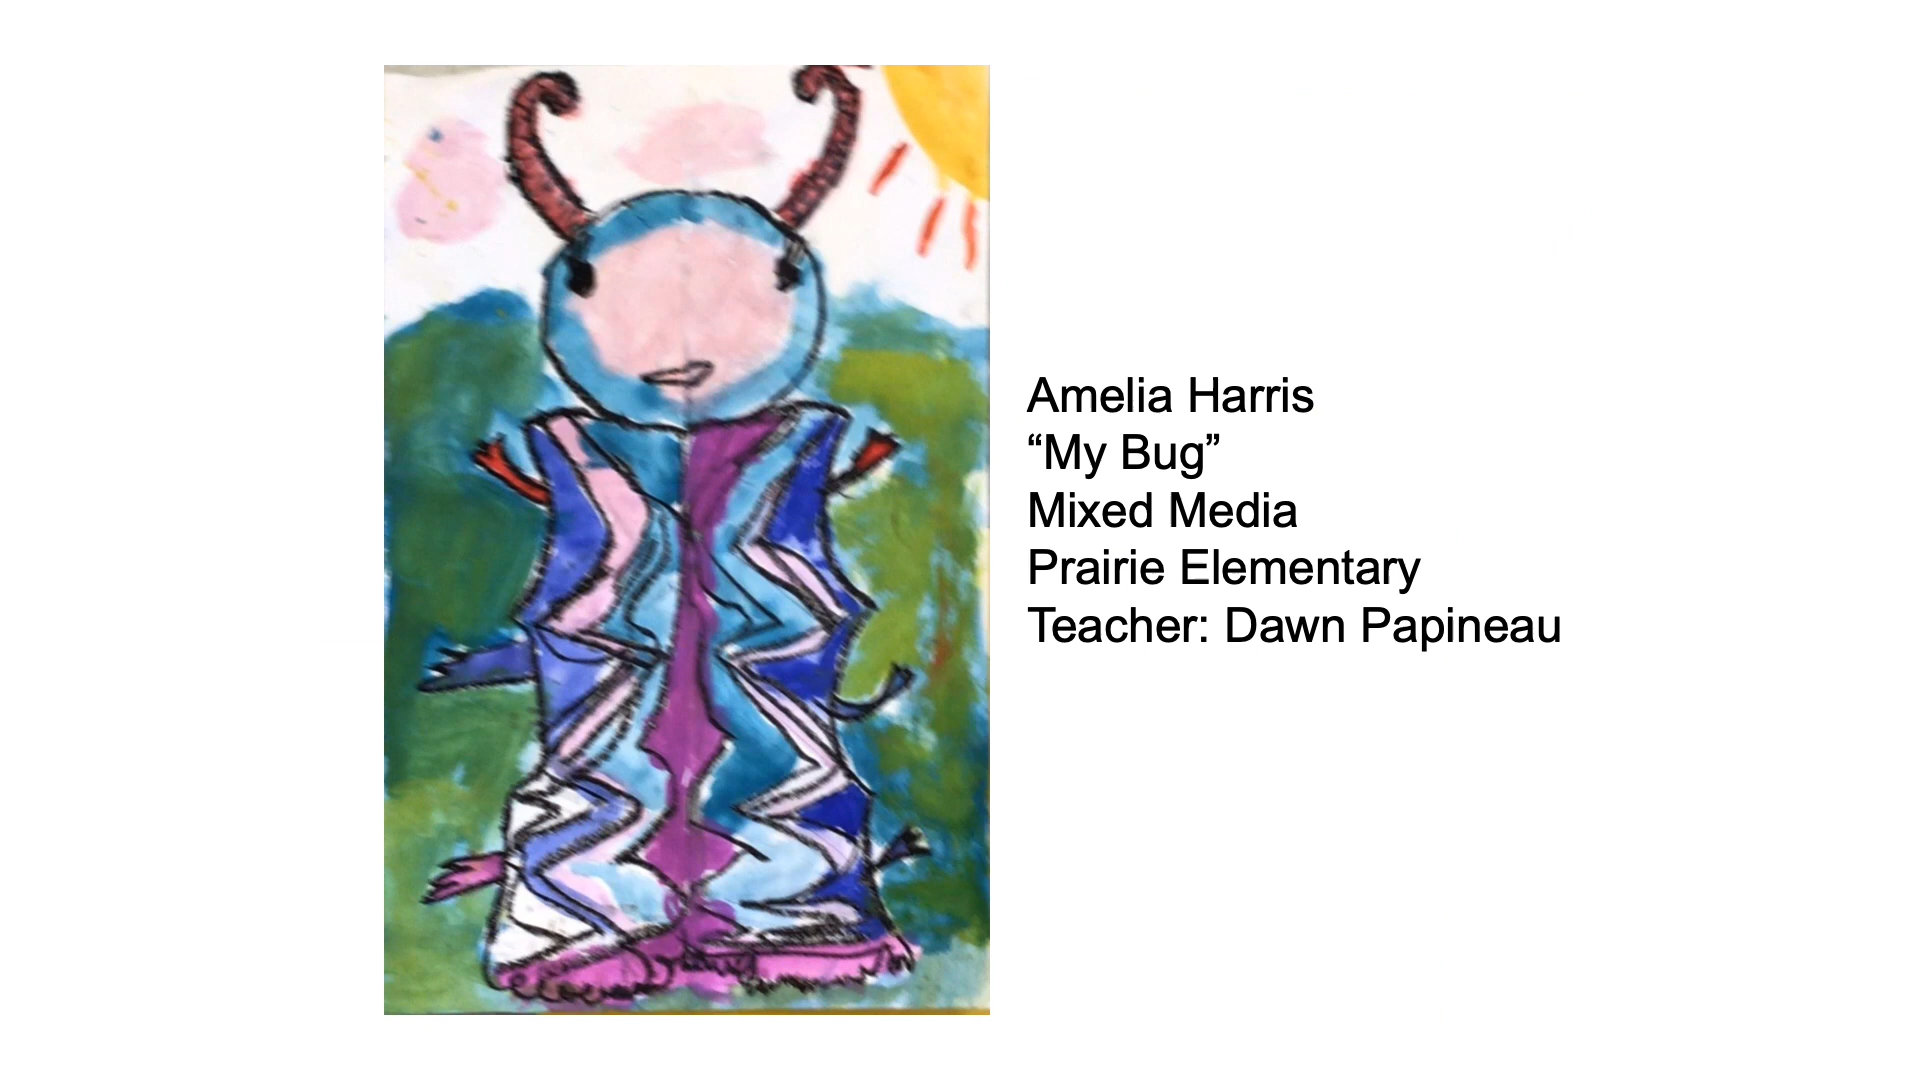 Amelia Harris
“My Bug”
Mixed Media
Prairie Elementary
Teacher: Dawn Papineau